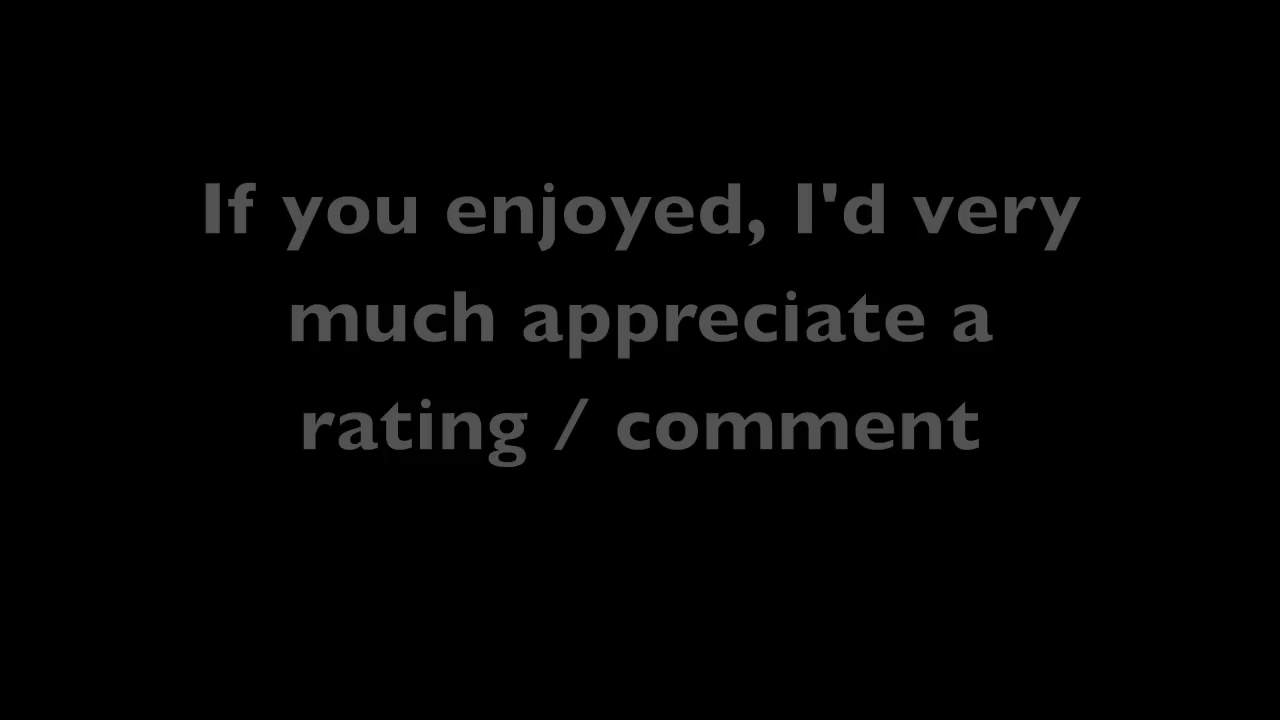 If you enjoyed, I'd very
much appreciate a
rating / comment